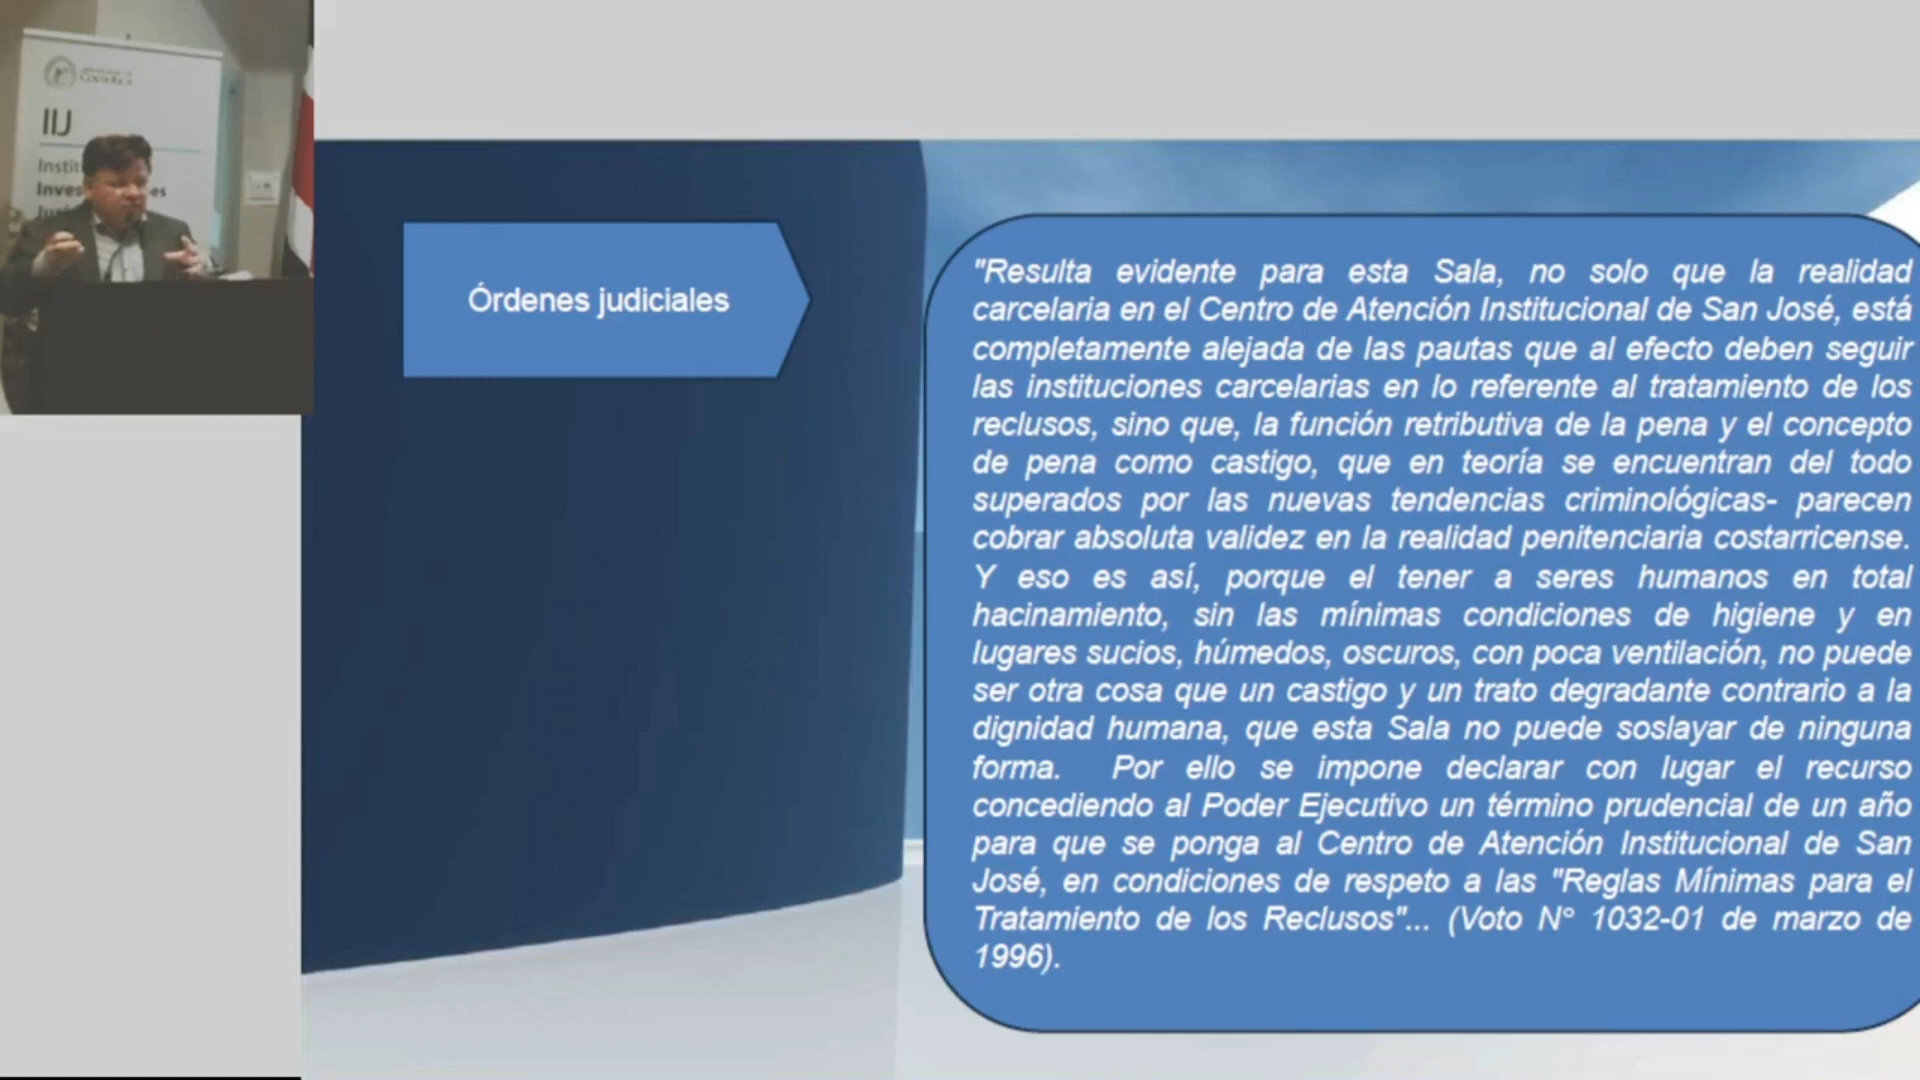 COSTA RICA
IIJ
Órdenes judiciales
"Resulta evidente para esta Sala, no solo que la realidad
carcelaria en el Centro de Atención Institucional de San José, está
completamente alejada de las pautas que al efecto deben seguir
las instituciones carcelarias en lo referente al tratamiento de los
reclusos, sino que, la función retributiva de la pena y el concepto
de pena como castigo, que en teoría se encuentran del todo
superados por las nuevas tendencias criminológicas- parecen
cobrar absoluta validez en la realidad penitenciaria costarricense.
Y eso es así, porque el tener a seres humanos en total
hacinamiento, sin las mínimas condiciones de higiene y en
lugares sucios, húmedos, oscuros, con poca ventilación, no puede
ser otra cosa que un castigo y un trato degradante contrario a la
dignidad humana, que esta Sala no puede soslayar de ninguna
forma. Por ello se impone declarar con lugar el recurso
concediendo al Poder Ejecutivo un término prudencial de un año
para que se ponga al Centro de Atención Institucional de San
José, en condiciones de respeto a las "Reglas Mínimas para el
Tratamiento de los Reclusos"... (Voto N° 1032-01 de marzo de
1996).